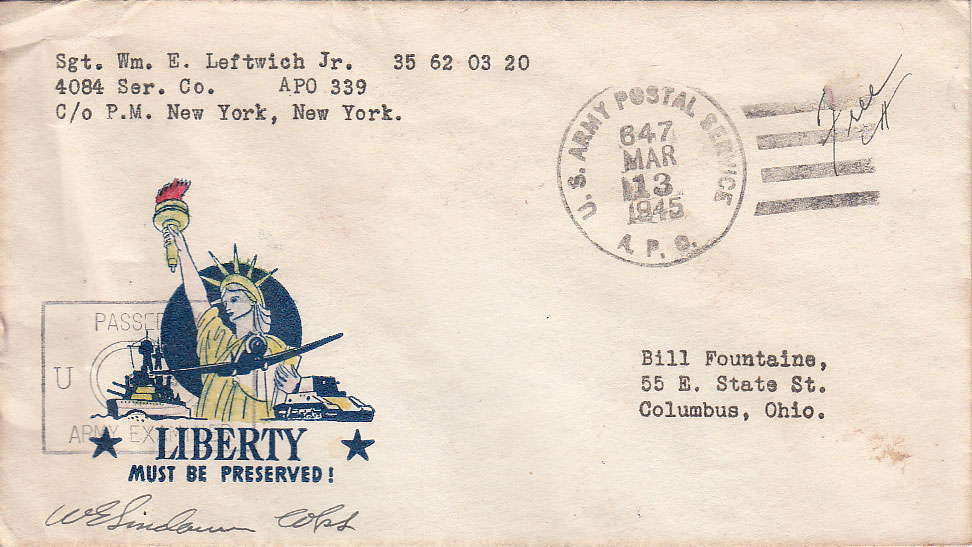 Sgt. Wm. E. Leftwich Jr. 35 62 03 20
4084 Ser. Co. APO 339
C/o P.M. New York, New York.
U.S. ARMY POSTAL SERVICE
647
MAR
13
1945
A. P. O.
Free
PASSED
U
ARMY EXAMINER
LIBERTY
MUST BE PRESERVED!
Bill Fountaine,
55 E. State St.
Columbus, Ohio.